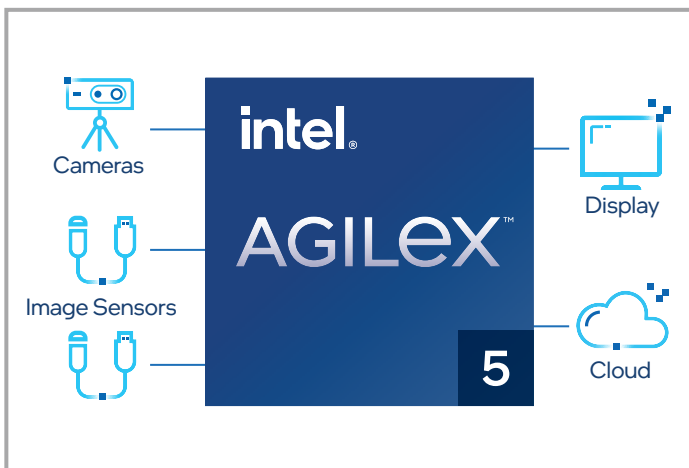 Cameras
Image Sensors
intel®
AGILEX™
5
Display
Cloud